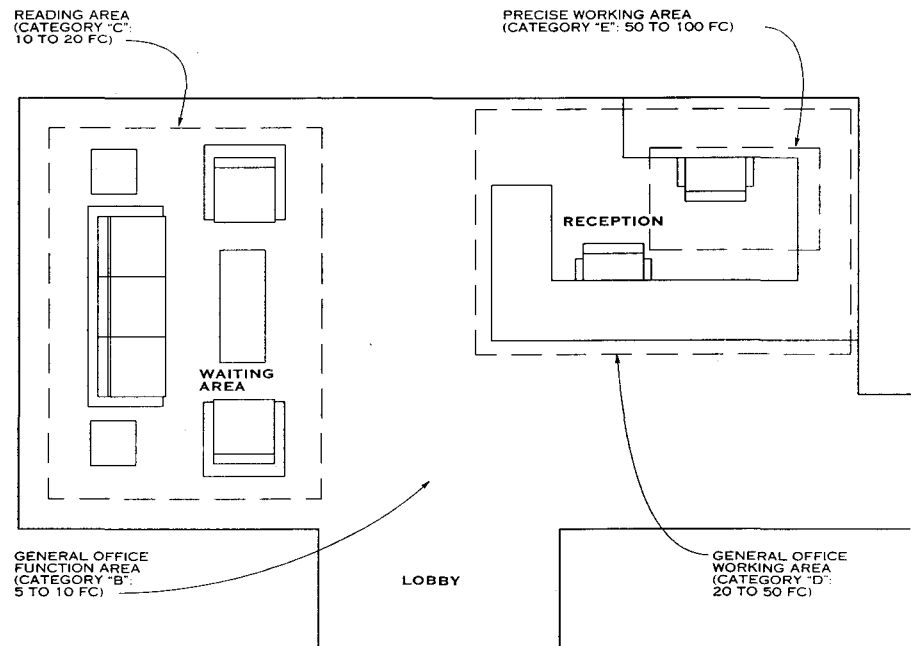 READING AREA
(CATEGORY "C":
10 TO 20 FC)
PRECISE WORKING AREA
(CATEGORY "E": 50 TO 100 FC)
RECEPTION
WAITING
AREA
GENERAL OFFICE
FUNCTION AREA
(CATEGORY "B":
5 TO 10 FC)
LOBBY
GENERAL OFFICE
WORKING AREA
(CATEGORY "D":
20 TO 50 FC)